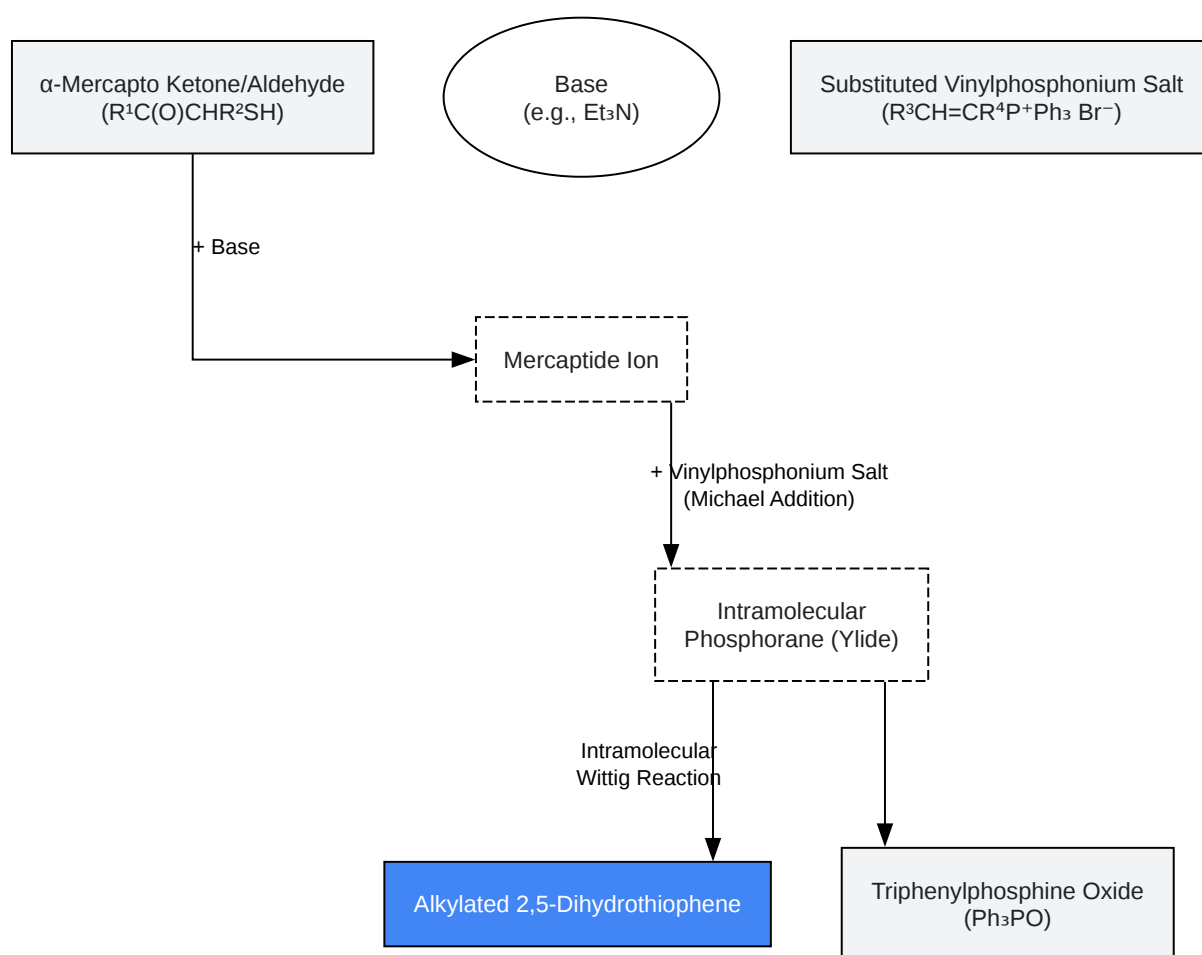 α-Mercapto Ketone/Aldehyde
(R¹C(O)CHR²SH)
Base
(e.g., Et₃N)
Substituted Vinylphosphonium Salt
(R³CH=CR⁴P⁺Ph₃ Br⁻)
+ Base
Mercaptide Ion
+ Vinylphosphonium Salt
(Michael Addition)
Intramolecular
Phosphorane (Ylide)
Intramolecular
Wittig Reaction
Alkylated 2,5-Dihydrothiophene
Triphenylphosphine Oxide
(Ph₃PO)